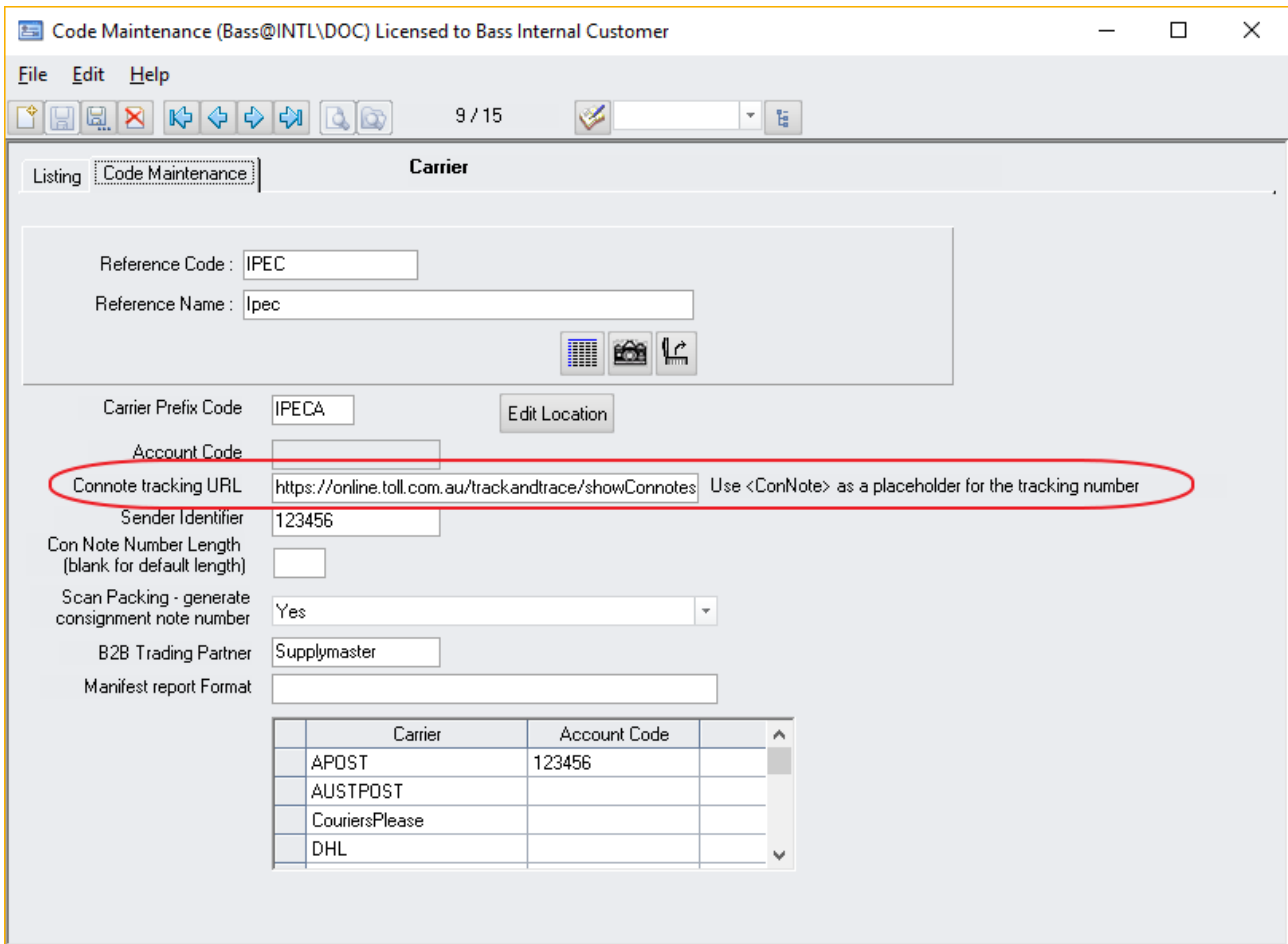 Code Maintenance (Bass@INTL\DOC) Licensed to Bass Internal Customer
File Edit Help
9 / 15
Listing Code Maintenance Carrier
Reference Code : IPEC
Reference Name : Ipec
Carrier Prefix Code IPECA Edit Location
Account Code
Connote tracking URL https://online.toll.com.au/trackandtrace/showConnotes Use <ConNote> as a placeholder for the tracking number
Sender Identifier 123456
Con Note Number Length
(blank for default length)
Scan Packing - generate
consignment note number Yes
B2B Trading Partner Supplymaster
Manifest report Format
Carrier Account Code
APOST 123456
AUSTPOST
CouriersPlease
DHL